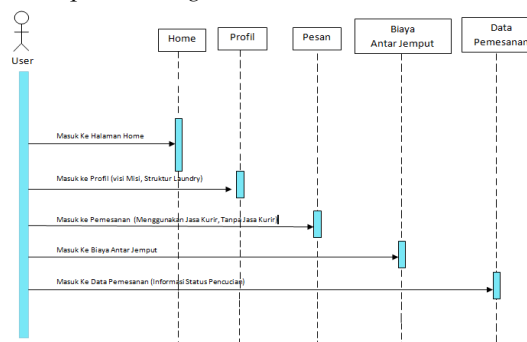 User
Home
Profil
Pesan
Biaya
Antar Jemput
Data
Pemesanan
Masuk Ke Halaman Home
Masuk ke Profil (visi Misi, Struktur Laundry)
Masuk ke Pemesanan (Menggunakan Jasa Kurir, Tanpa Jasa Kurir)
Masuk Ke Biaya Antar Jemput
Masuk Ke Data Pemesanan (Informasi Status Pencucian)